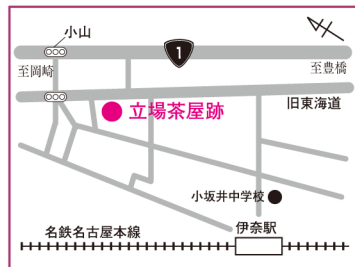 小山
1
至岡崎
至豊橋
旧東海道
立場茶屋跡
小坂井中学校
名鉄名古屋本線
伊奈駅